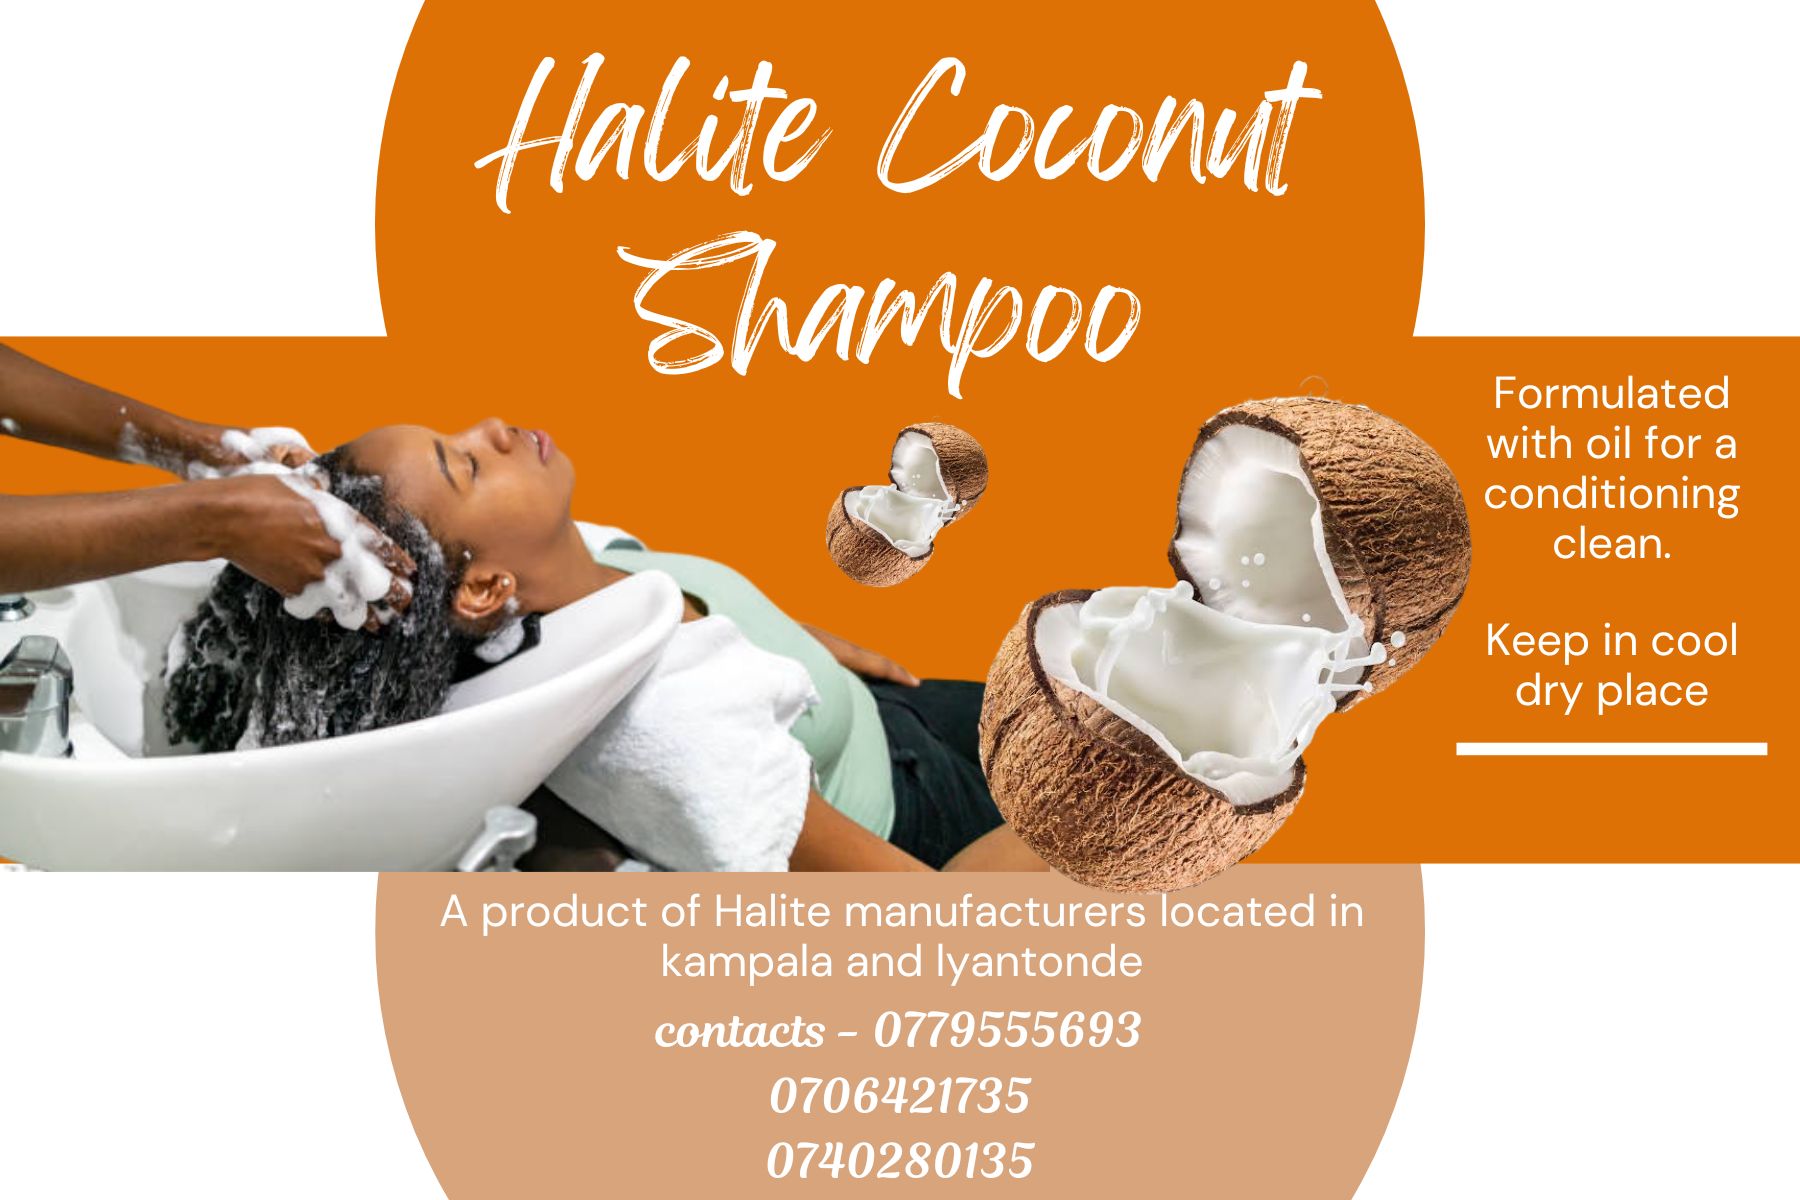 Halite Coconut
Shampoo
Formulated
with oil for a
conditioning
clean.
Keep in cool
dry place
A product of Halite manufacturers located in
kampala and lyantonde
contacts - 0779555693
0706421735
0740280135